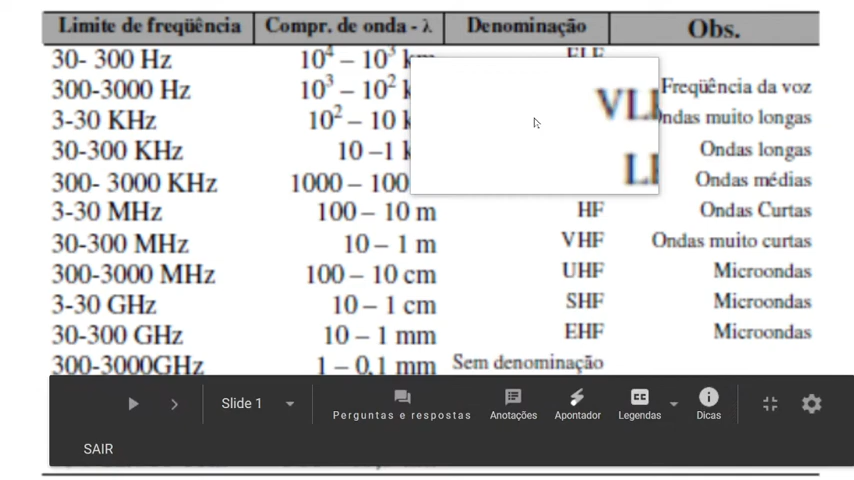 Limite de freqüência Compr. de onda - λ Denominação Obs.
30- 300 Hz 10⁴ – 10³ km ELF
300-3000 Hz 10³ – 10² Freqüência da voz
3-30 KHz 10² – 10 VLF Ondas muito longas
30-300 KHz 10 –1 Ondas longas
300- 3000 KHz 1000 – 100 LF Ondas médias
3-30 MHz 100 – 10 m HF Ondas Curtas
30-300 MHz 10 – 1 m VHF Ondas muito curtas
300-3000 MHz 100 – 10 cm UHF Microondas
3-30 GHz 10 – 1 cm SHF Microondas
30-300 GHz 10 – 1 mm EHF Microondas
300-3000GHz 1 – 0,1 mm Sem denominação
Slide 1 Perguntas e respostas Anotações Apontador Legendas Dicas
SAIR